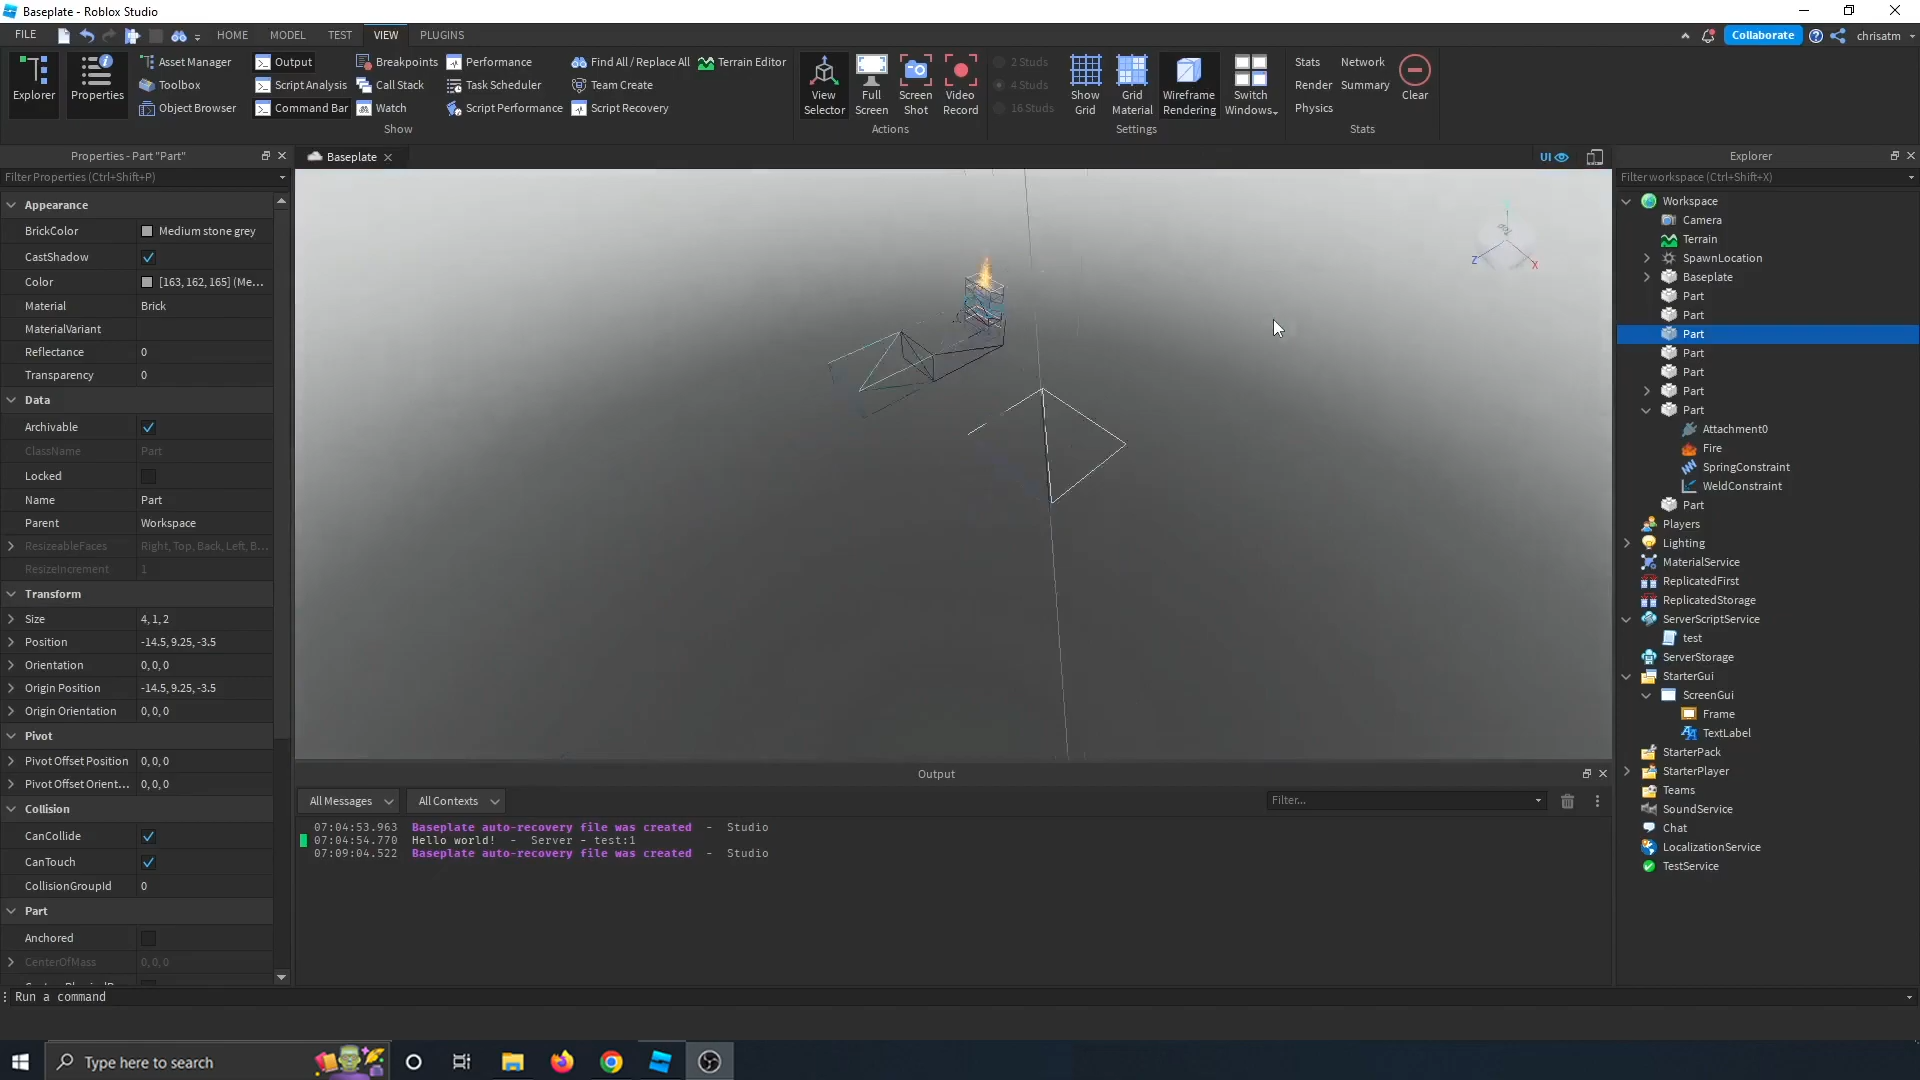 Baseplate - Roblox Studio
FILE HOME MODEL TEST VIEW PLUGINS Collaborate chrisatm
Explorer
Properties
Asset Manager
Toolbox
Object Browser
Output
Script Analysis
Command Bar
Breakpoints
Call Stack
Watch
Performance
Task Scheduler
Script Performance
Find All / Replace All
Team Create
Script Recovery
Terrain Editor
Show
View Selector
Full Screen
Screen Shot
Video Record
Actions
2 Studs
4 Studs
16 Studs
Show Grid
Grid Material
Wireframe Rendering
Switch Windows
Settings
Stats
Render
Physics
Network
Summary
Clear
Stats
Properties - Part "Part"
Filter Properties (Ctrl+Shift+P)
Appearance
BrickColor Medium stone grey
CastShadow
Color [163, 162, 165] (Me...
Material Brick
MaterialVariant
Reflectance 0
Transparency 0
Data
Archivable
ClassName Part
Locked
Name Part
Parent Workspace
ResizeableFaces Right, Top, Back, Left, B...
ResizeIncrement 1
Transform
Size 4, 1, 2
Position -14.5, 9.25, -3.5
Orientation 0, 0, 0
Origin Position -14.5, 9.25, -3.5
Origin Orientation 0, 0, 0
Pivot
Pivot Offset Position 0, 0, 0
Pivot Offset Orient... 0, 0, 0
Collision
CanCollide
CanTouch
CollisionGroupId 0
Part
Anchored
CenterOfMass 0, 0, 0
Baseplate
UI
Z
X
Output
All Messages
All Contexts
Filter...
07:04:53.963 Baseplate auto-recovery file was created - Studio
07:04:54.770 Hello world! - Server - test:1
07:09:04.522 Baseplate auto-recovery file was created - Studio
Explorer
Filter workspace (Ctrl+Shift+X)
Workspace
Camera
Terrain
SpawnLocation
Baseplate
Part
Part
Part
Part
Part
Part
Part
Attachment0
Fire
SpringConstraint
WeldConstraint
Part
Players
Lighting
MaterialService
ReplicatedFirst
ReplicatedStorage
ServerScriptService
test
ServerStorage
StarterGui
ScreenGui
Frame
TextLabel
StarterPack
StarterPlayer
Teams
SoundService
Chat
LocalizationService
TestService
Run a command
Type here to search